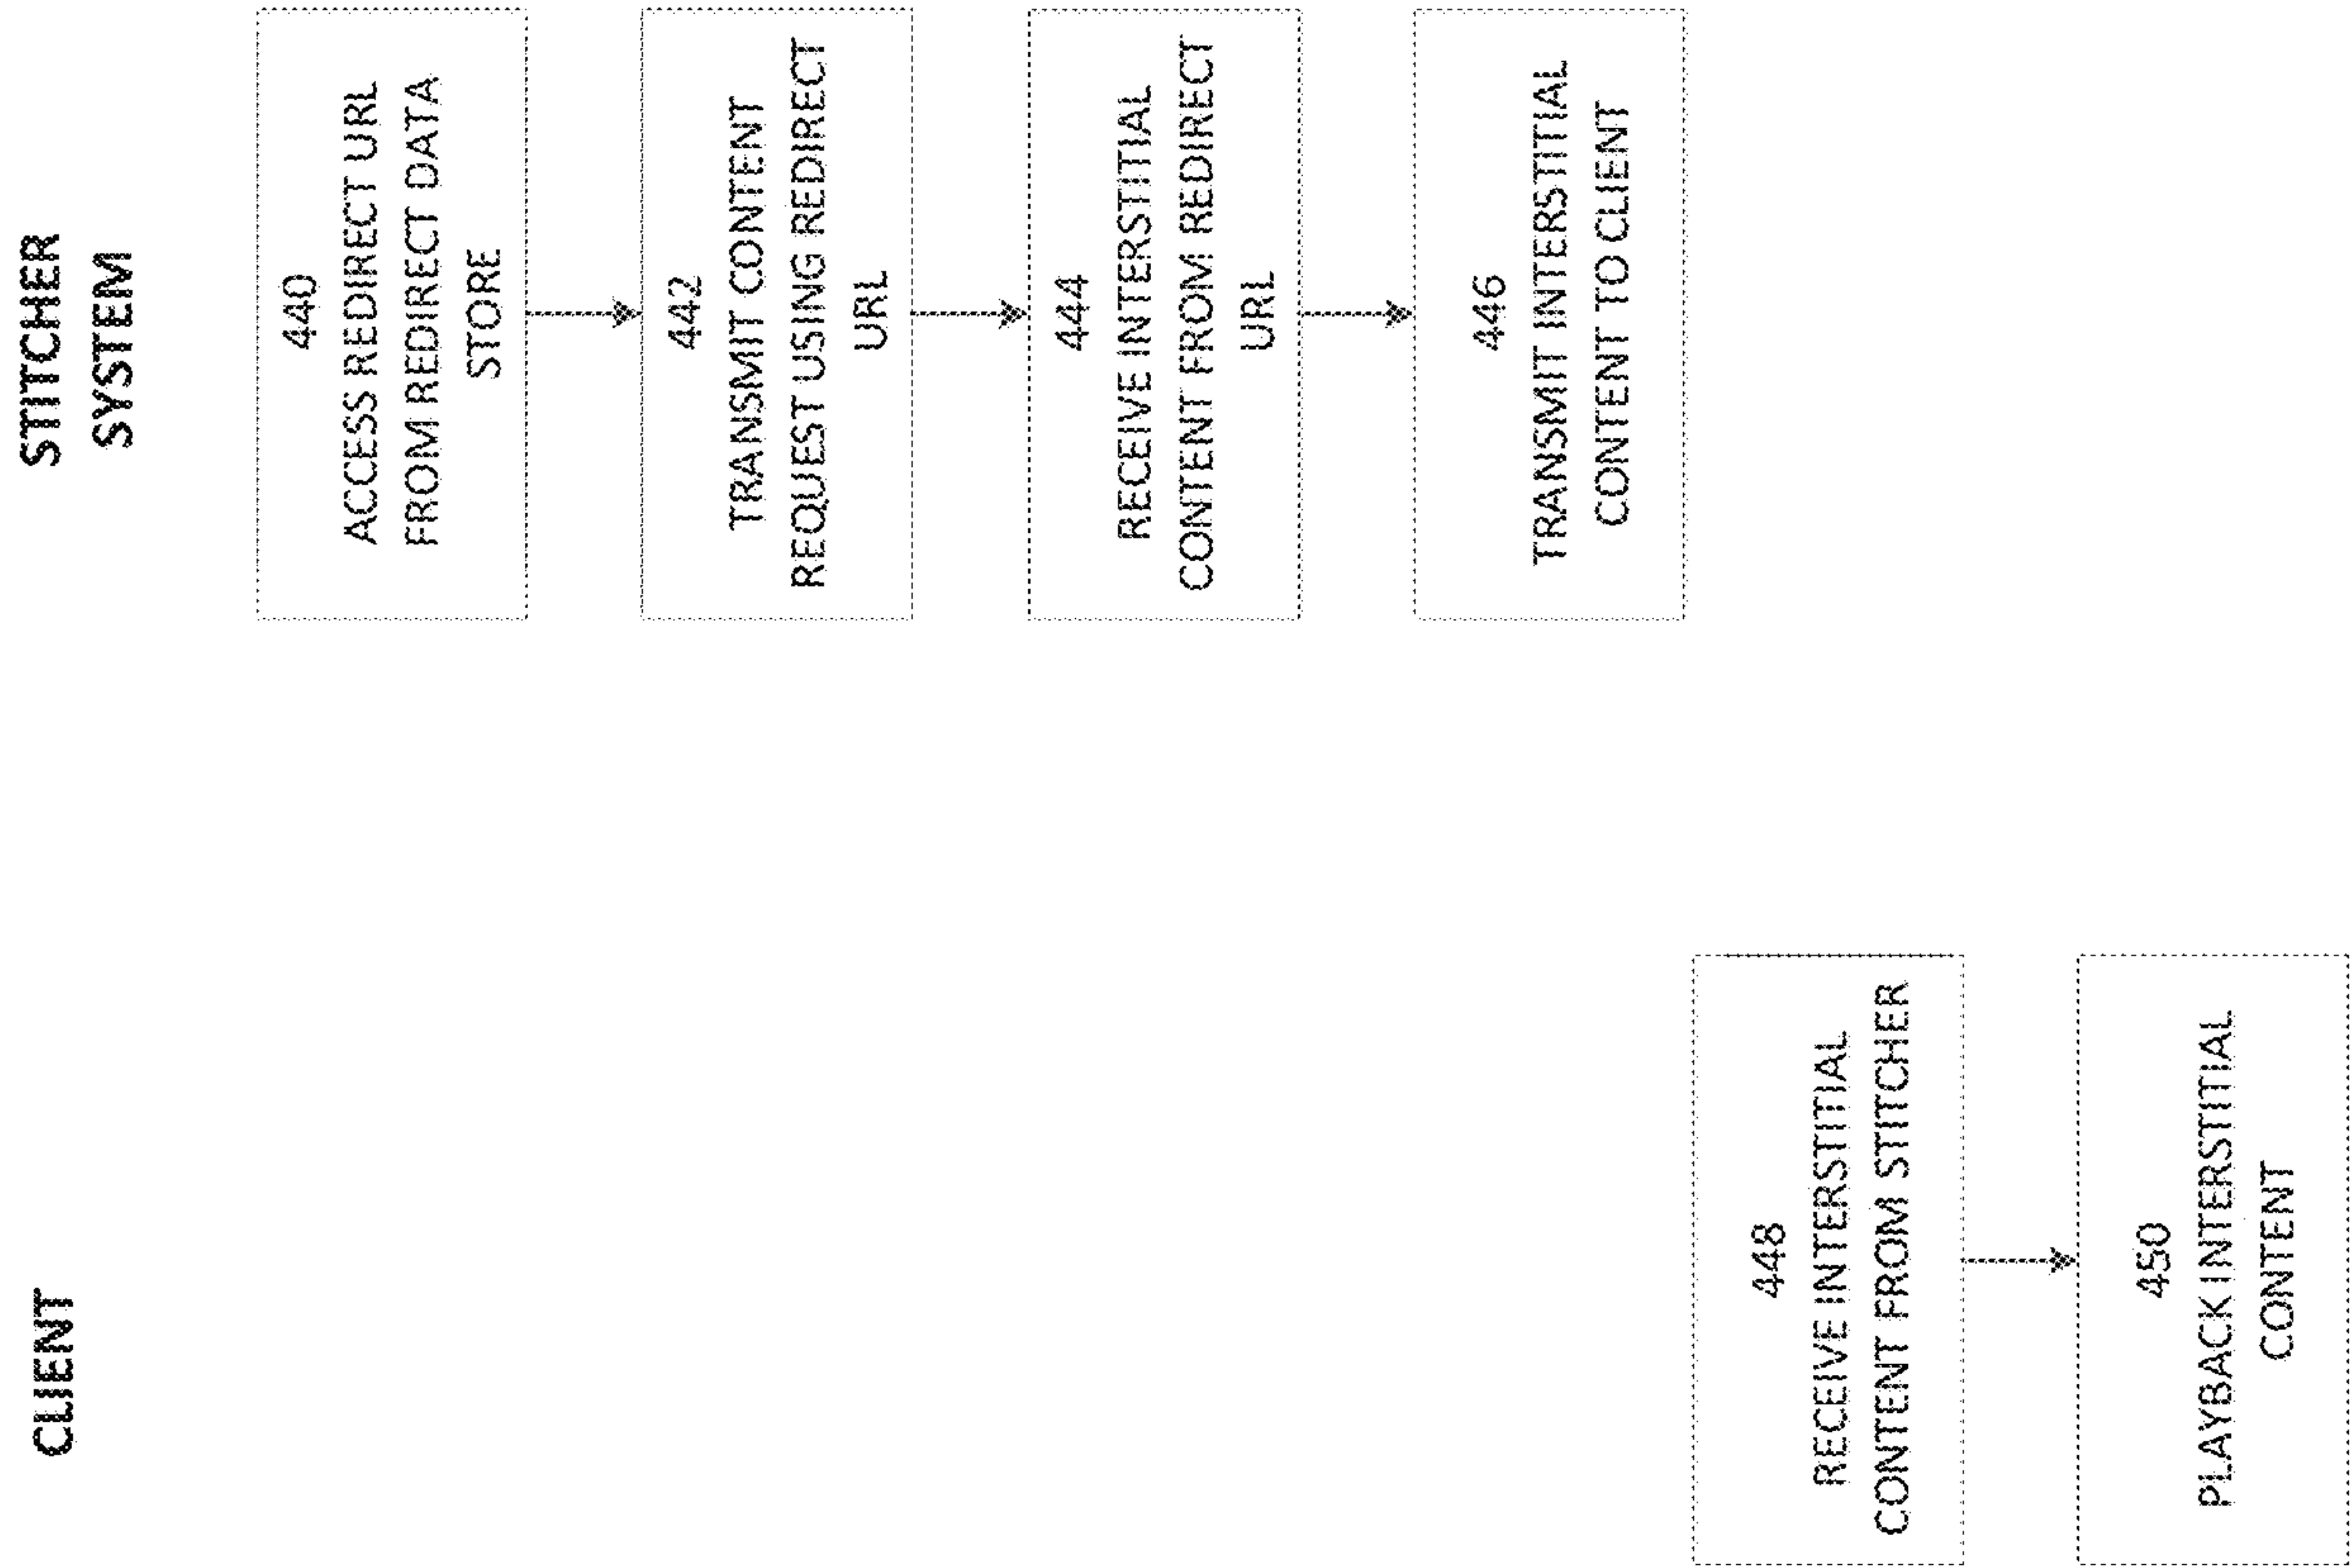 CLIENT
STITCHER
SYSTEM
440
ACCESS REDIRECT URL
FROM REDIRECT DATA
STORE
442
TRANSMIT CONTENT
REQUEST USING REDIRECT
URL
444
RECEIVE INTERSTITIAL
CONTENT FROM REDIRECT
URL
446
TRANSMIT INTERSTITIAL
CONTENT TO CLIENT
448
RECEIVE INTERSTITIAL
CONTENT FROM STITCHER
450
PLAYBACK INTERSTITIAL
CONTENT